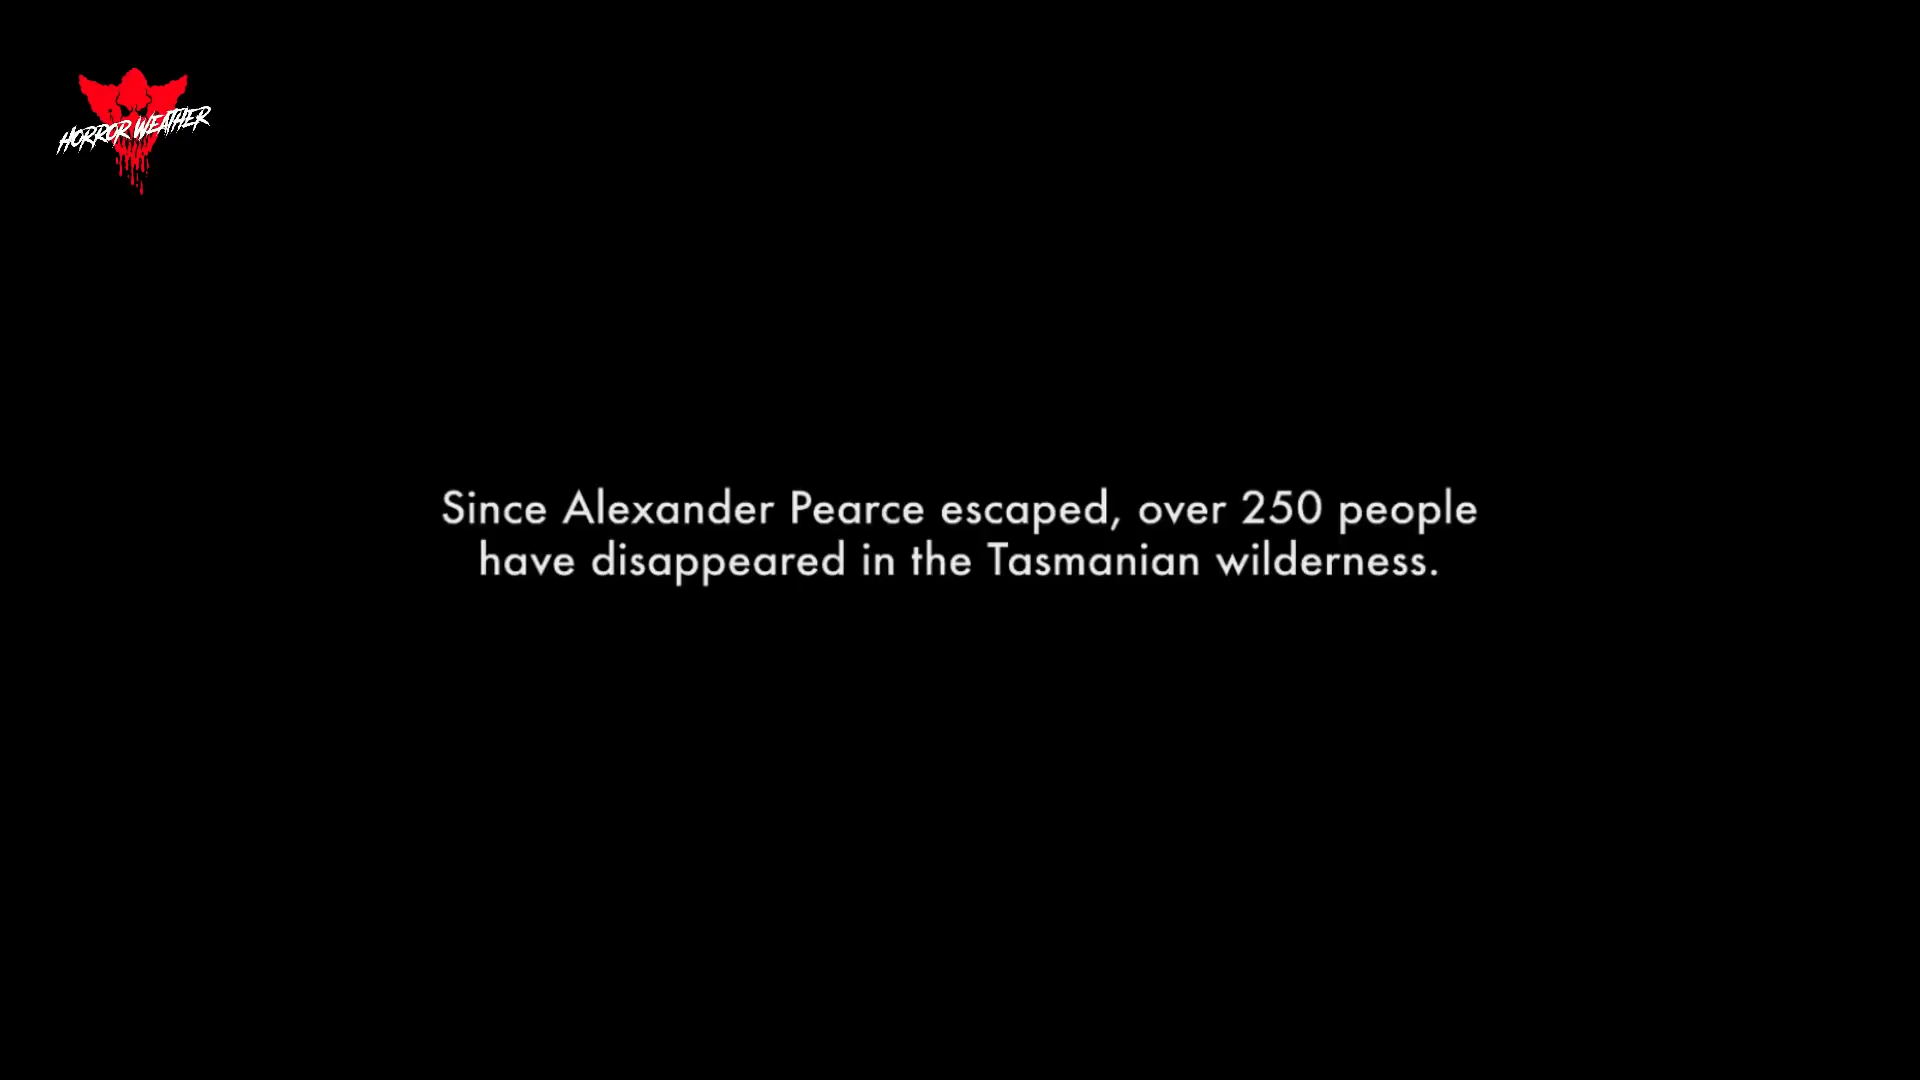 HORROR WEATHER
Since Alexander Pearce escaped, over 250 people
have disappeared in the Tasmanian wilderness.